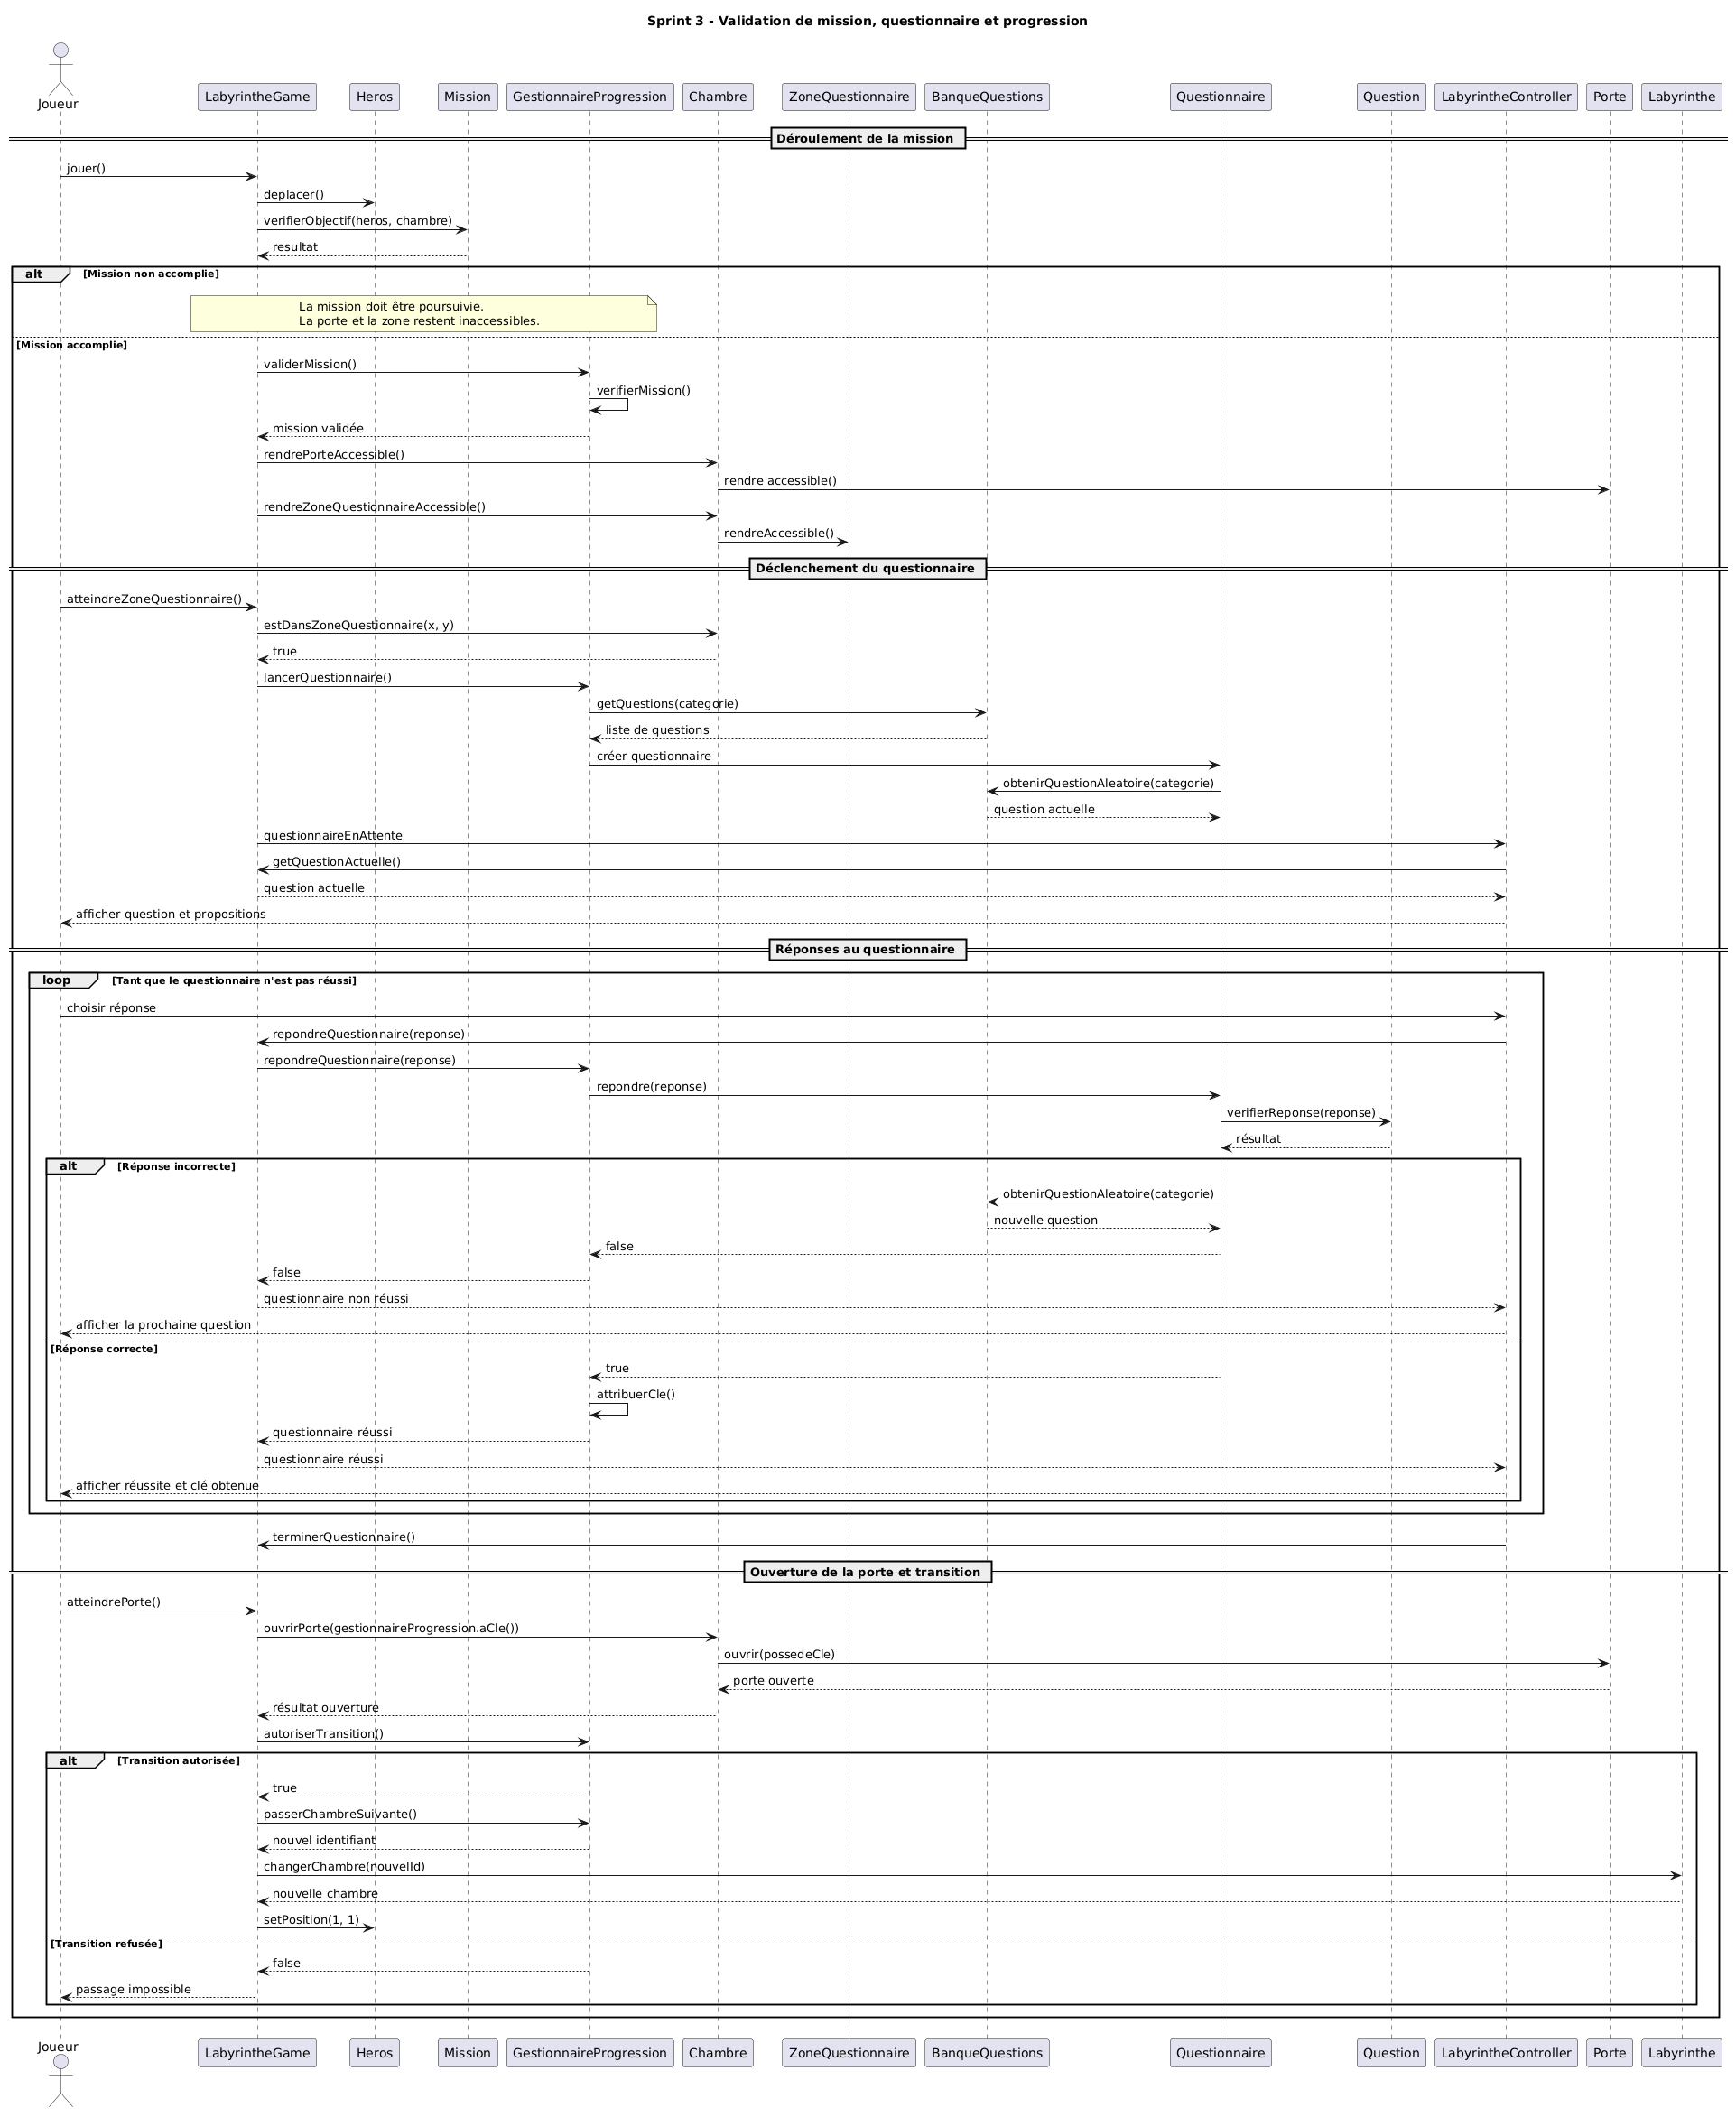 Sprint 3 - Validation de mission, questionnaire et progression
Joueur
LabyrintheGame
Heros
Mission
GestionnaireProgression
Chambre
ZoneQuestionnaire
BanqueQuestions
Questionnaire
Question
LabyrintheController
Porte
Labyrinthe
Déroulement de la mission
jouer()
deplacer()
verifierObjectif(heros, chambre)
resultat
alt [Mission non accomplie]
La mission doit être poursuivie.
La porte et la zone restent inaccessibles.
[Mission accomplie]
validerMission()
verifierMission()
mission validée
rendrePorteAccessible()
rendre accessible()
rendreZoneQuestionnaireAccessible()
rendreAccessible()
Déclenchement du questionnaire
atteindreZoneQuestionnaire()
estDansZoneQuestionnaire(x, y)
true
lancerQuestionnaire()
getQuestions(categorie)
liste de questions
créer questionnaire
obtenirQuestionAleatoire(categorie)
question actuelle
questionnaireEnAttente
getQuestionActuelle()
question actuelle
afficher question et propositions
Réponses au questionnaire
loop [Tant que le questionnaire n'est pas réussi]
choisir réponse
repondreQuestionnaire(reponse)
repondreQuestionnaire(reponse)
repondre(reponse)
verifierReponse(reponse)
résultat
alt [Réponse incorrecte]
obtenirQuestionAleatoire(categorie)
nouvelle question
false
false
questionnaire non réussi
afficher la prochaine question
[Réponse correcte]
true
attribuerCle()
questionnaire réussi
questionnaire réussi
afficher réussite et clé obtenue
terminerQuestionnaire()
Ouverture de la porte et transition
atteindrePorte()
ouvrirPorte(gestionnaireProgression.aCle())
ouvrir(possedeCle)
porte ouverte
résultat ouverture
autoriserTransition()
alt [Transition autorisée]
true
passerChambreSuivante()
nouvel identifiant
changerChambre(nouvelId)
nouvelle chambre
setPosition(1, 1)
[Transition refusée]
false
passage impossible
Joueur
LabyrintheGame
Heros
Mission
GestionnaireProgression
Chambre
ZoneQuestionnaire
BanqueQuestions
Questionnaire
Question
LabyrintheController
Porte
Labyrinthe